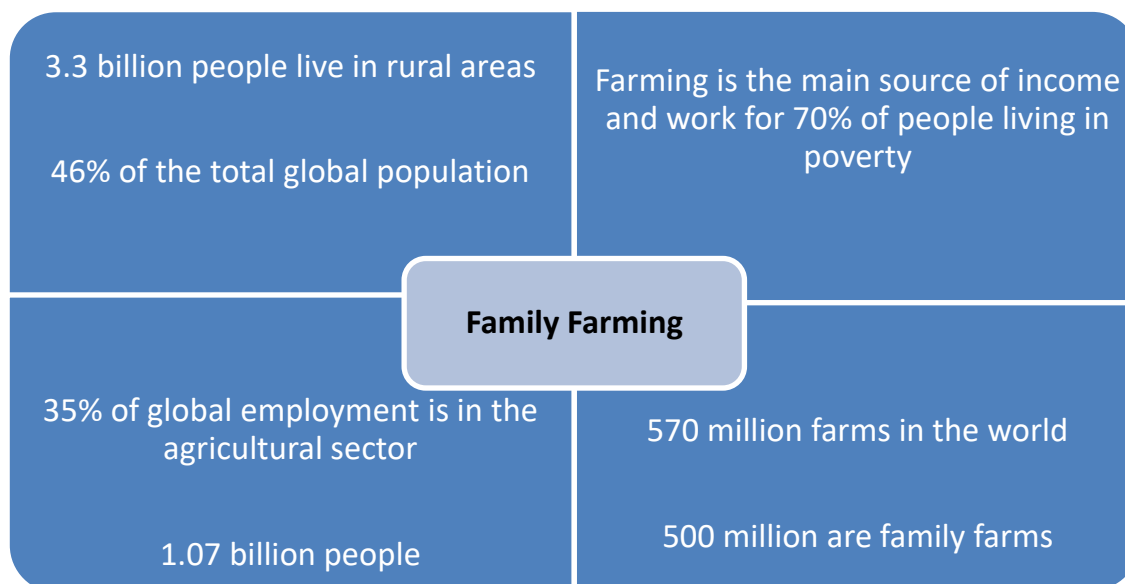 3.3 billion people live in rural areas
46% of the total global population
Farming is the main source of income
and work for 70% of people living in
poverty
Family Farming
35% of global employment is in the
agricultural sector
1.07 billion people
570 million farms in the world
500 million are family farms